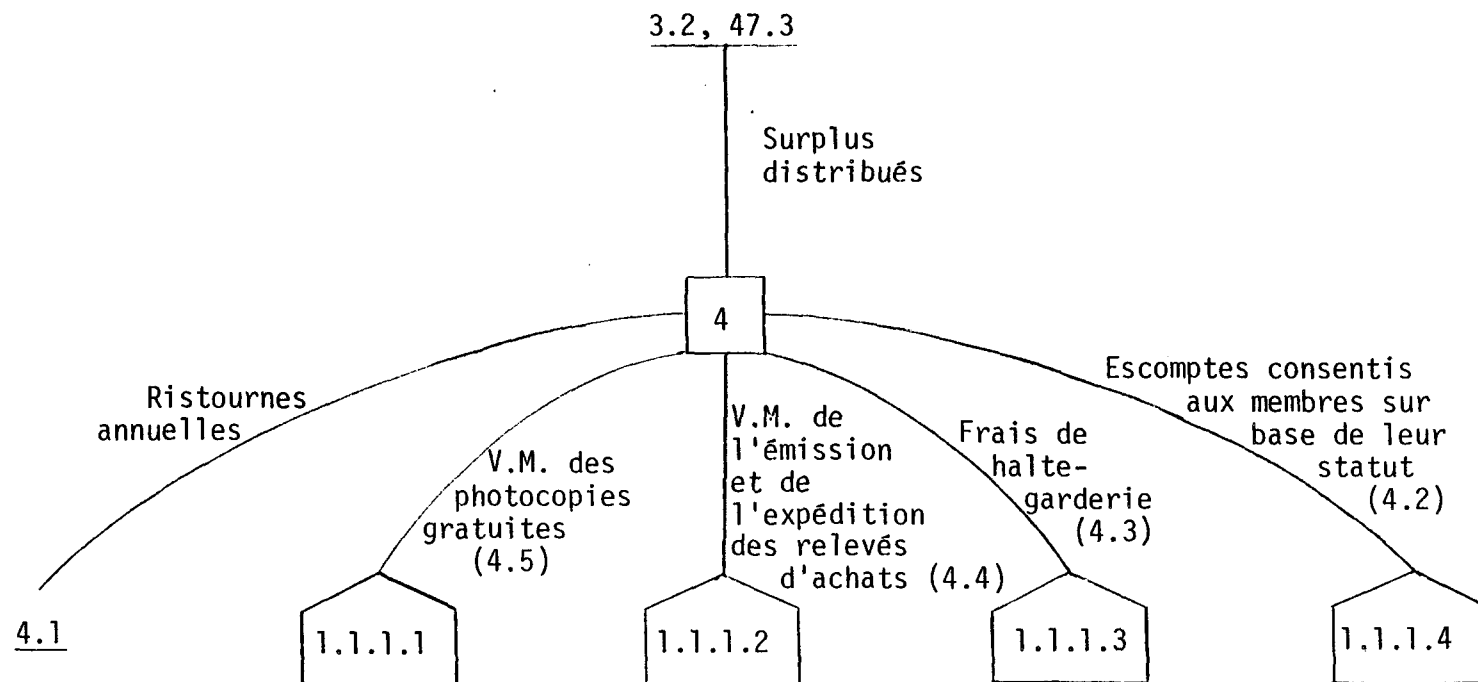 3.2, 47.3
Surplus
distribués
4
Ristournes
annuelles
V.M. des
photocopies
gratuites
(4.5)
V.M. de
l'émission
et de
l'expédition
des relevés
d'achats (4.4)
Frais de
halte-
garderie
(4.3)
Escomptes consentis
aux membres sur
base de leur
statut
(4.2)
4.1
1.1.1.1
1.1.1.2
1.1.1.3
1.1.1.4